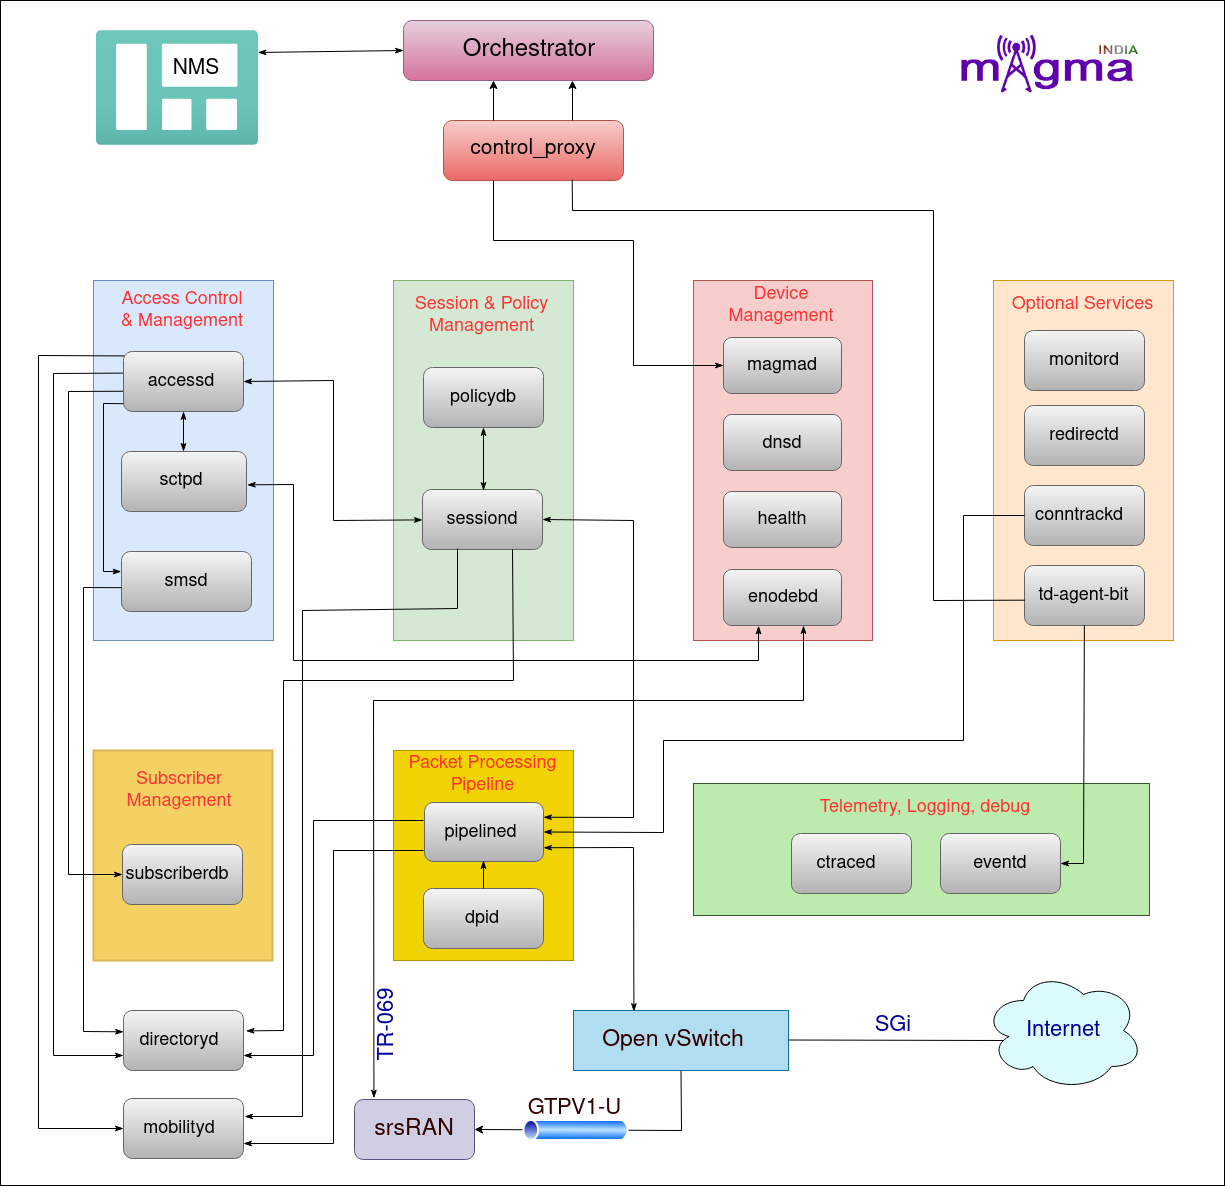 NMS
Orchestrator
INDiA
magma
control_proxy
Access Control
& Management
accessd
sctpd
smsd
Session & Policy
Management
policydb
sessiond
Device
Management
magmad
dnsd
health
enodebd
Optional Services
monitord
redirectd
conntrackd
td-agent-bit
Subscriber
Management
subscriberdb
Packet Processing
Pipeline
pipelined
dpid
Telemetry, Logging, debug
ctraced
eventd
directoryd
mobilityd
TR-069
srsRAN
GTPV1-U
Open vSwitch
SGi
Internet